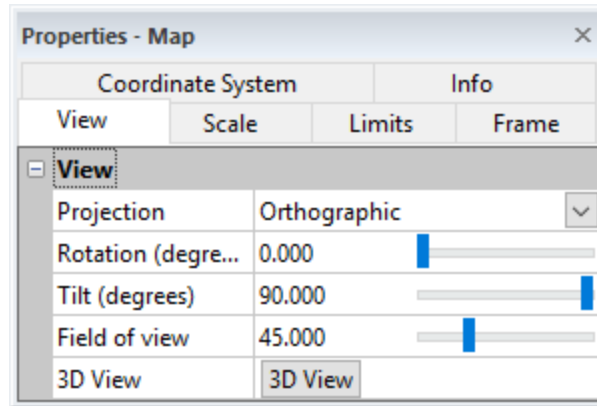 Properties - Map
Coordinate System Info
View Scale Limits Frame
View
Projection Orthographic
Rotation (degre... 0.000
Tilt (degrees) 90.000
Field of view 45.000
3D View 3D View